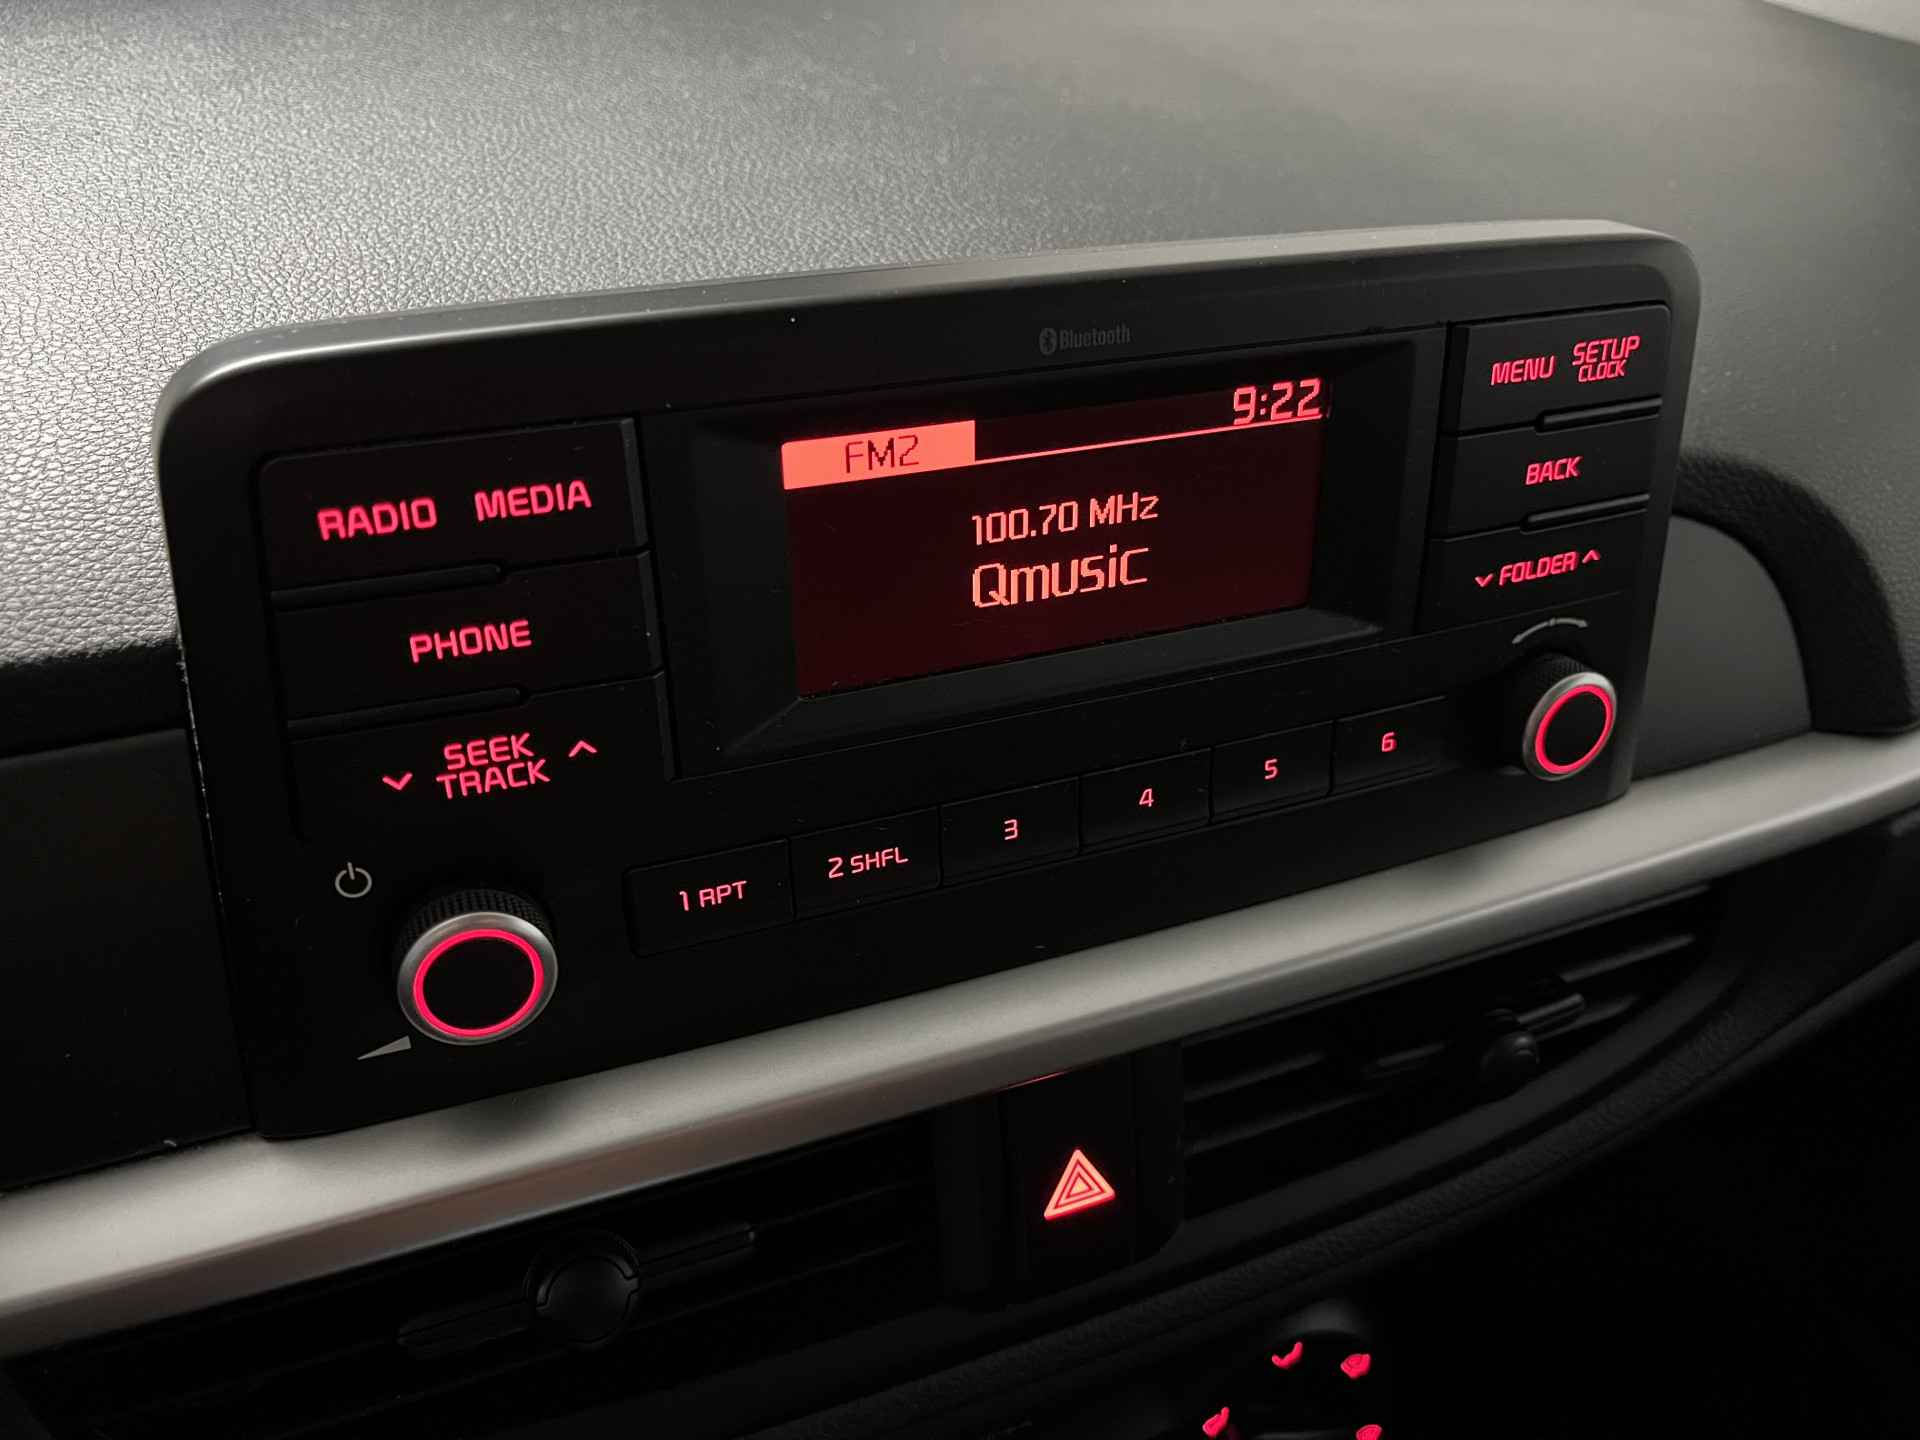 Bluetooth
MENU SETUP
CLOCK
9:22
FM2
RADIO MEDIA
BACK
100.70 MHz
Qmusic
FOLDER
PHONE
SEEK
TRACK
1 RPT 2 SHFL 3 4 5 6